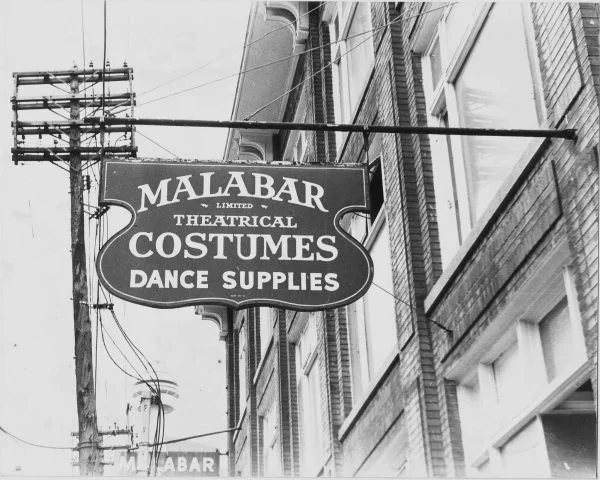 MALABAR
LIMITED
THEATRICAL
COSTUMES
DANCE SUPPLIES
MALABAR